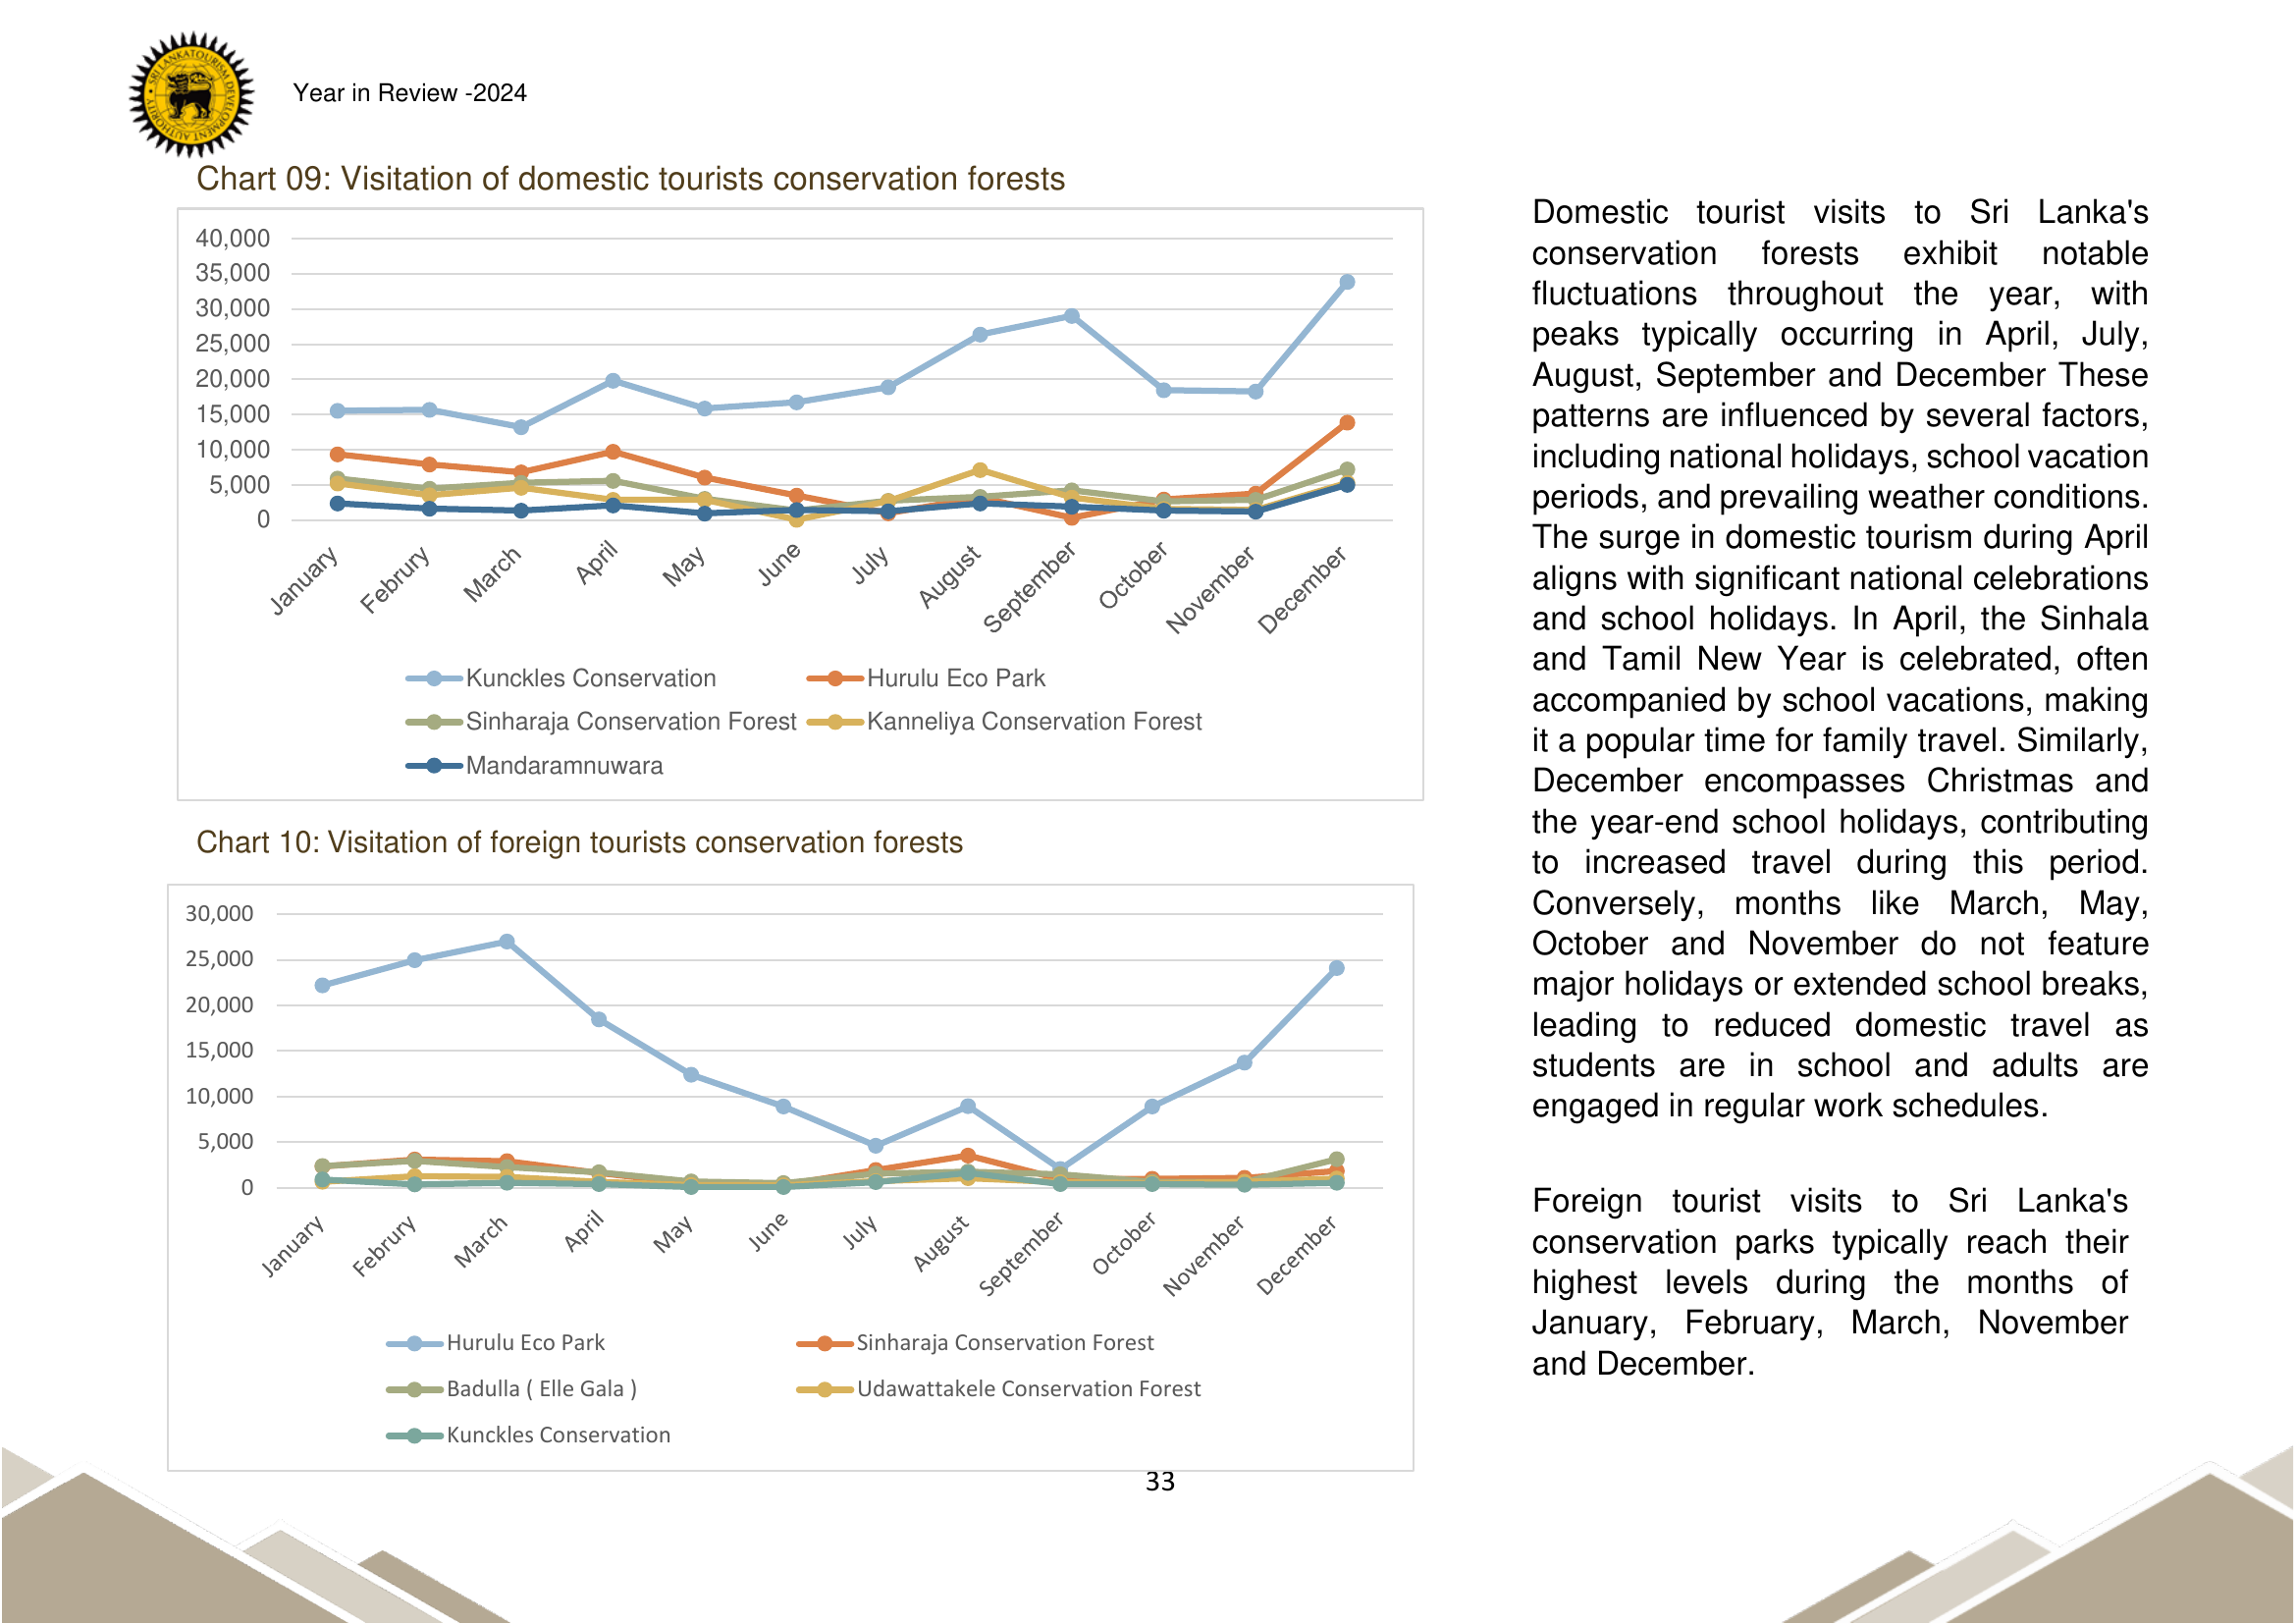 SRI LANKA TOURISM DEVELOPMENT AUTHORITY
Year in Review -2024
Chart 09: Visitation of domestic tourists conservation forests
40,000
35,000
30,000
25,000
20,000
15,000
10,000
5,000
0
January
Februry
March
April
May
June
July
August
September
October
November
December
Kunckles Conservation
Hurulu Eco Park
Sinharaja Conservation Forest
Kanneliya Conservation Forest
Mandaramnuwara
Chart 10: Visitation of foreign tourists conservation forests
30,000
25,000
20,000
15,000
10,000
5,000
0
January
Februry
March
April
May
June
July
August
September
October
November
December
Hurulu Eco Park
Sinharaja Conservation Forest
Badulla ( Elle Gala )
Udawattakele Conservation Forest
Kunckles Conservation
Domestic tourist visits to Sri Lanka's
conservation forests exhibit notable
fluctuations throughout the year, with
peaks typically occurring in April, July,
August, September and December These
patterns are influenced by several factors,
including national holidays, school vacation
periods, and prevailing weather conditions.
The surge in domestic tourism during April
aligns with significant national celebrations
and school holidays. In April, the Sinhala
and Tamil New Year is celebrated, often
accompanied by school vacations, making
it a popular time for family travel. Similarly,
December encompasses Christmas and
the year-end school holidays, contributing
to increased travel during this period.
Conversely, months like March, May,
October and November do not feature
major holidays or extended school breaks,
leading to reduced domestic travel as
students are in school and adults are
engaged in regular work schedules.
Foreign tourist visits to Sri Lanka's
conservation parks typically reach their
highest levels during the months of
January, February, March, November
and December.
33